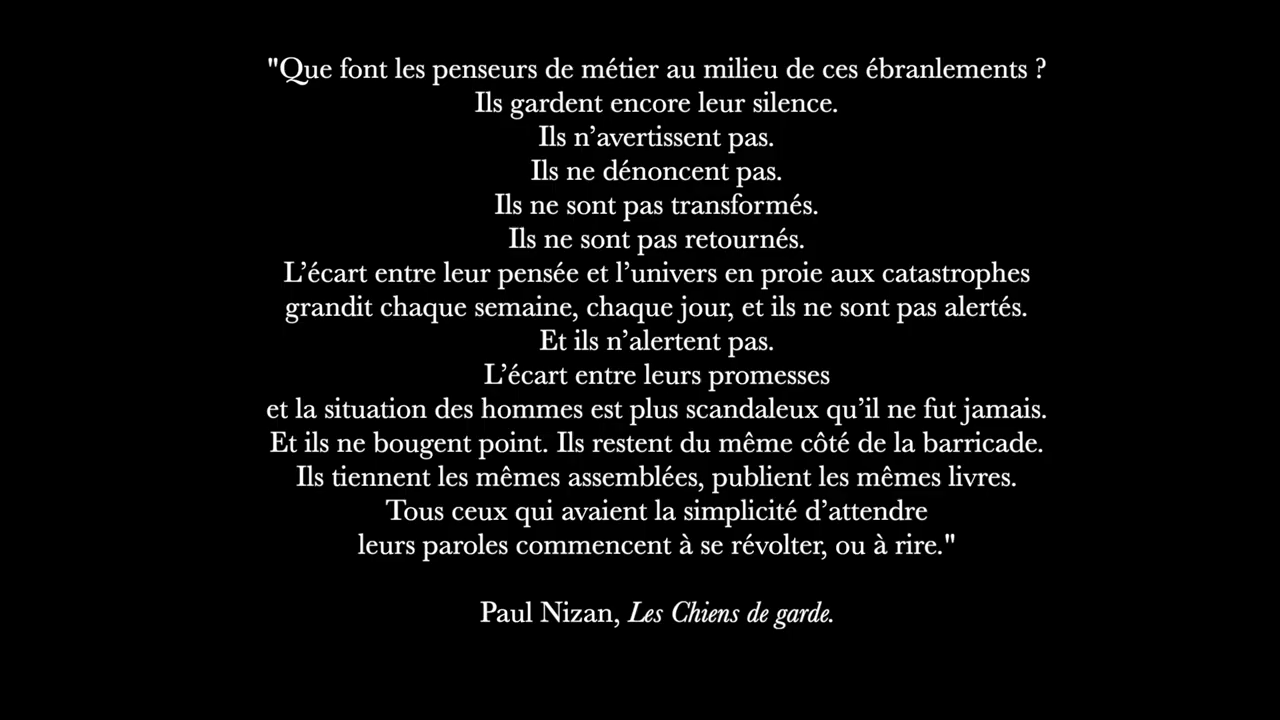 "Que font les penseurs de métier au milieu de ces ébranlements ?
Ils gardent encore leur silence.
Ils n’avertissent pas.
Ils ne dénoncent pas.
Ils ne sont pas transformés.
Ils ne sont pas retournés.
L’écart entre leur pensée et l’univers en proie aux catastrophes
grandit chaque semaine, chaque jour, et ils ne sont pas alertés.
Et ils n’alertent pas.
L’écart entre leurs promesses
et la situation des hommes est plus scandaleux qu’il ne fut jamais.
Et ils ne bougent point. Ils restent du même côté de la barricade.
Ils tiennent les mêmes assemblées, publient les mêmes livres.
Tous ceux qui avaient la simplicité d’attendre
leurs paroles commencent à se révolter, ou à rire."
Paul Nizan, Les Chiens de garde.